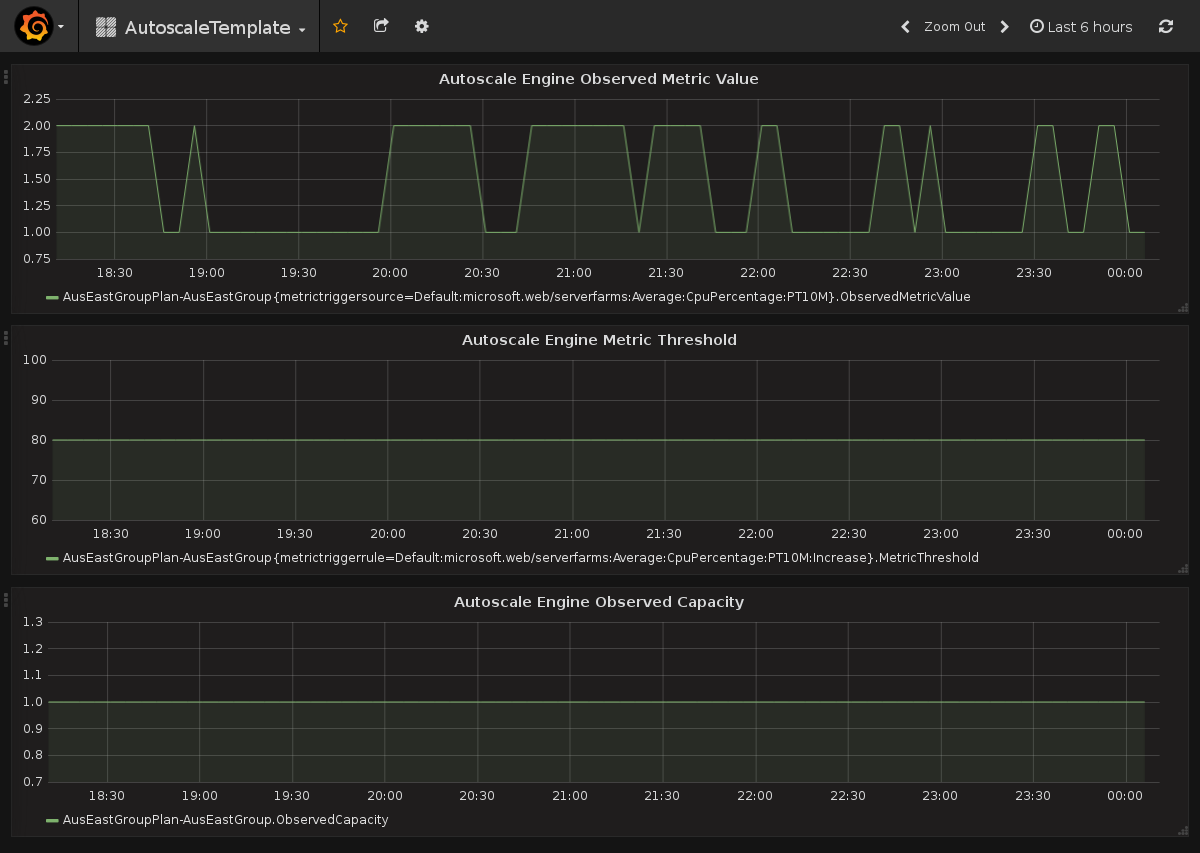 AutoscaleTemplate
Zoom Out
Last 6 hours
Autoscale Engine Observed Metric Value
2.25
2.00
1.75
1.50
1.25
1.00
0.75
18:30 19:00 19:30 20:00 20:30 21:00 21:30 22:00 22:30 23:00 23:30 00:00
AusEastGroupPlan-AusEastGroup{metrictriggersource=Default:microsoft.web/serverfarms:Average:CpuPercentage:PT10M}.ObservedMetricValue
Autoscale Engine Metric Threshold
100
90
80
70
60
18:30 19:00 19:30 20:00 20:30 21:00 21:30 22:00 22:30 23:00 23:30 00:00
AusEastGroupPlan-AusEastGroup{metrictriggerrule=Default:microsoft.web/serverfarms:Average:CpuPercentage:PT10M:Increase}.MetricThreshold
Autoscale Engine Observed Capacity
1.3
1.2
1.1
1.0
0.9
0.8
0.7
18:30 19:00 19:30 20:00 20:30 21:00 21:30 22:00 22:30 23:00 23:30 00:00
AusEastGroupPlan-AusEastGroup.ObservedCapacity